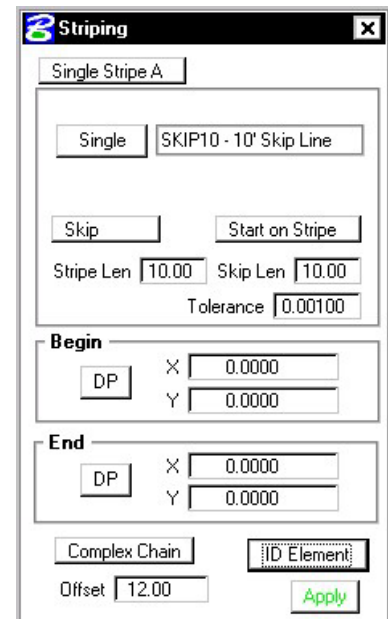 Striping
Single Stripe A
Single SKIP10 - 10' Skip Line
Skip Start on Stripe
Stripe Len 10.00 Skip Len 10.00
Tolerance 0.00100
Begin
DP X 0.0000
Y 0.0000
End
DP X 0.0000
Y 0.0000
Complex Chain ID Element
Offset 12.00 Apply